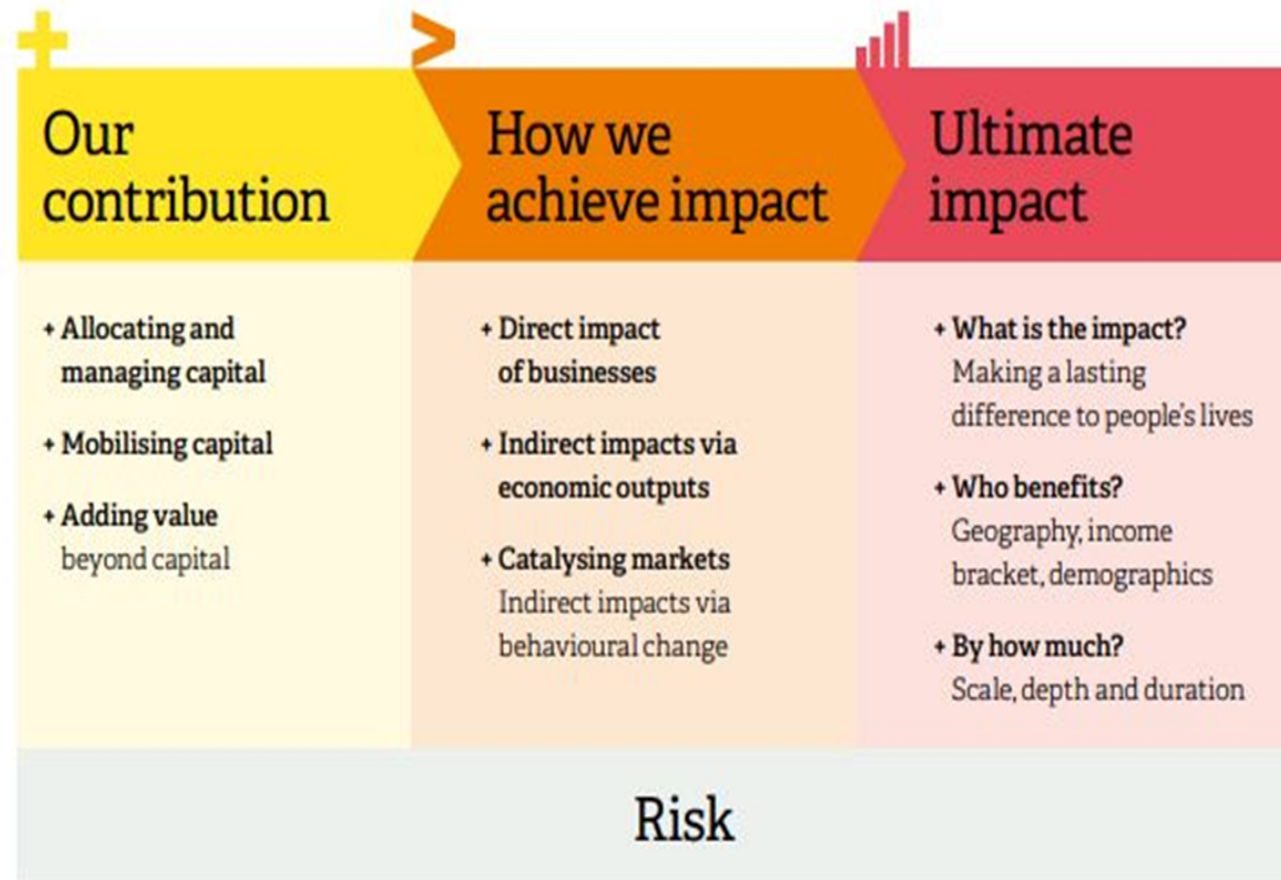 Our
contribution
+ Allocating and
managing capital
+ Mobilising capital
+ Adding value
beyond capital
How we
achieve impact
+ Direct impact
of businesses
+ Indirect impacts via
economic outputs
+ Catalysing markets
Indirect impacts via
behavioural change
Ultimate
impact
+ What is the impact?
Making a lasting
difference to people's lives
+ Who benefits?
Geography, income
bracket, demographics
+ By how much?
Scale, depth and duration
Risk